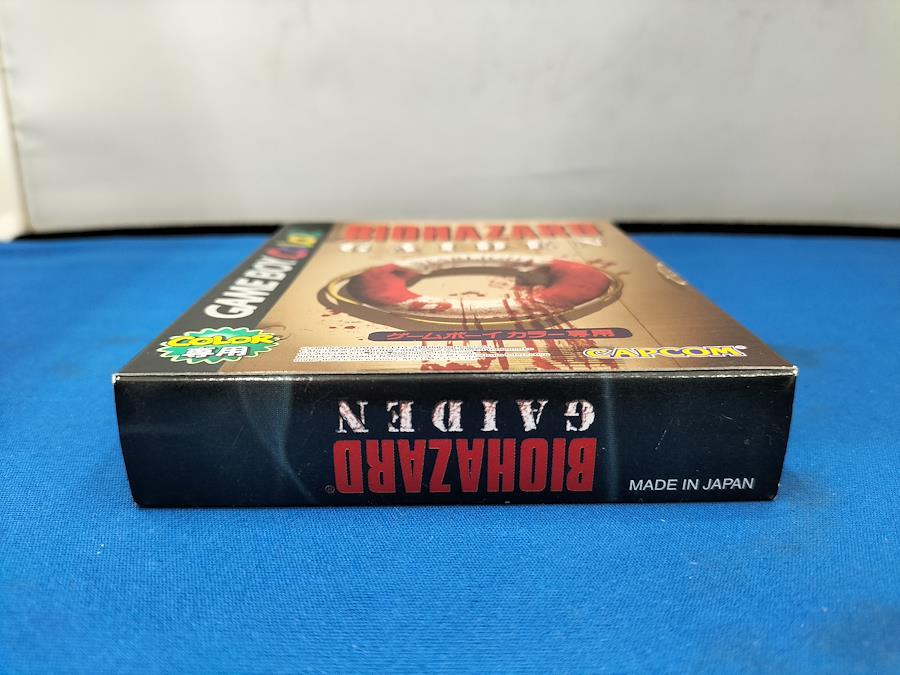 BIOHAZARD
GAIDEN
GAME BOY COLOR
ゲームボーイカラー専用
COLOR
専用
CAPCOM
GAIDEN
BIOHAZARD®
MADE IN JAPAN